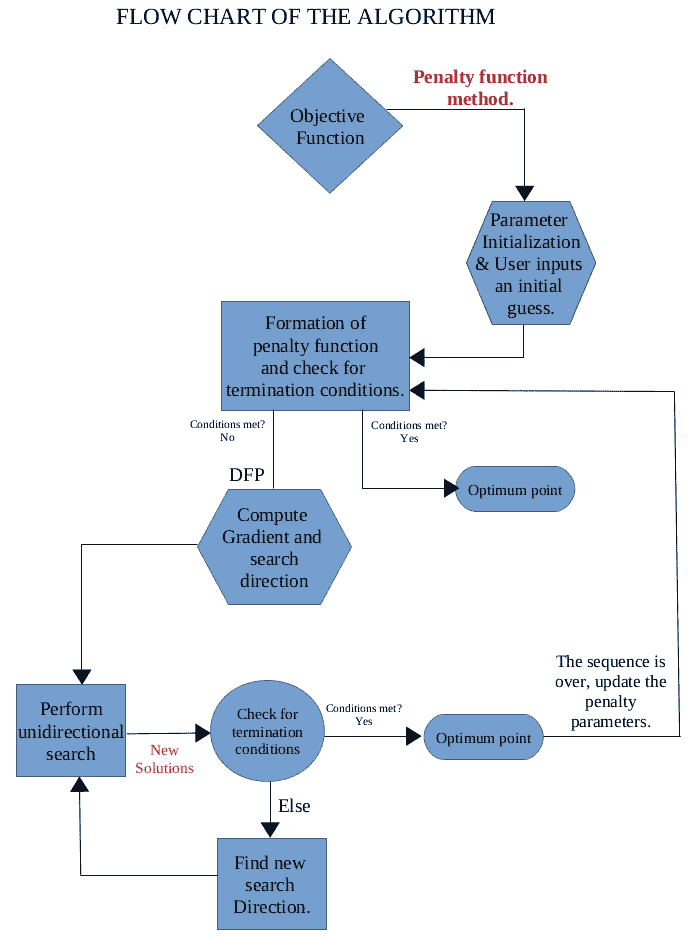 FLOW CHART OF THE ALGORITHM
Penalty function
method.
Objective
Function
Parameter
Initialization
& User inputs
an initial
guess.
Formation of
penalty function
and check for
termination conditions.
Conditions met?
No
Conditions met?
Yes
DFP
Optimum point
Compute
Gradient and
search
direction
The sequence is
over, update the
penalty
parameters.
Perform
unidirectional
search
New
Solutions
Check for
termination
conditions
Conditions met?
Yes
Optimum point
Else
Find new
search
Direction.